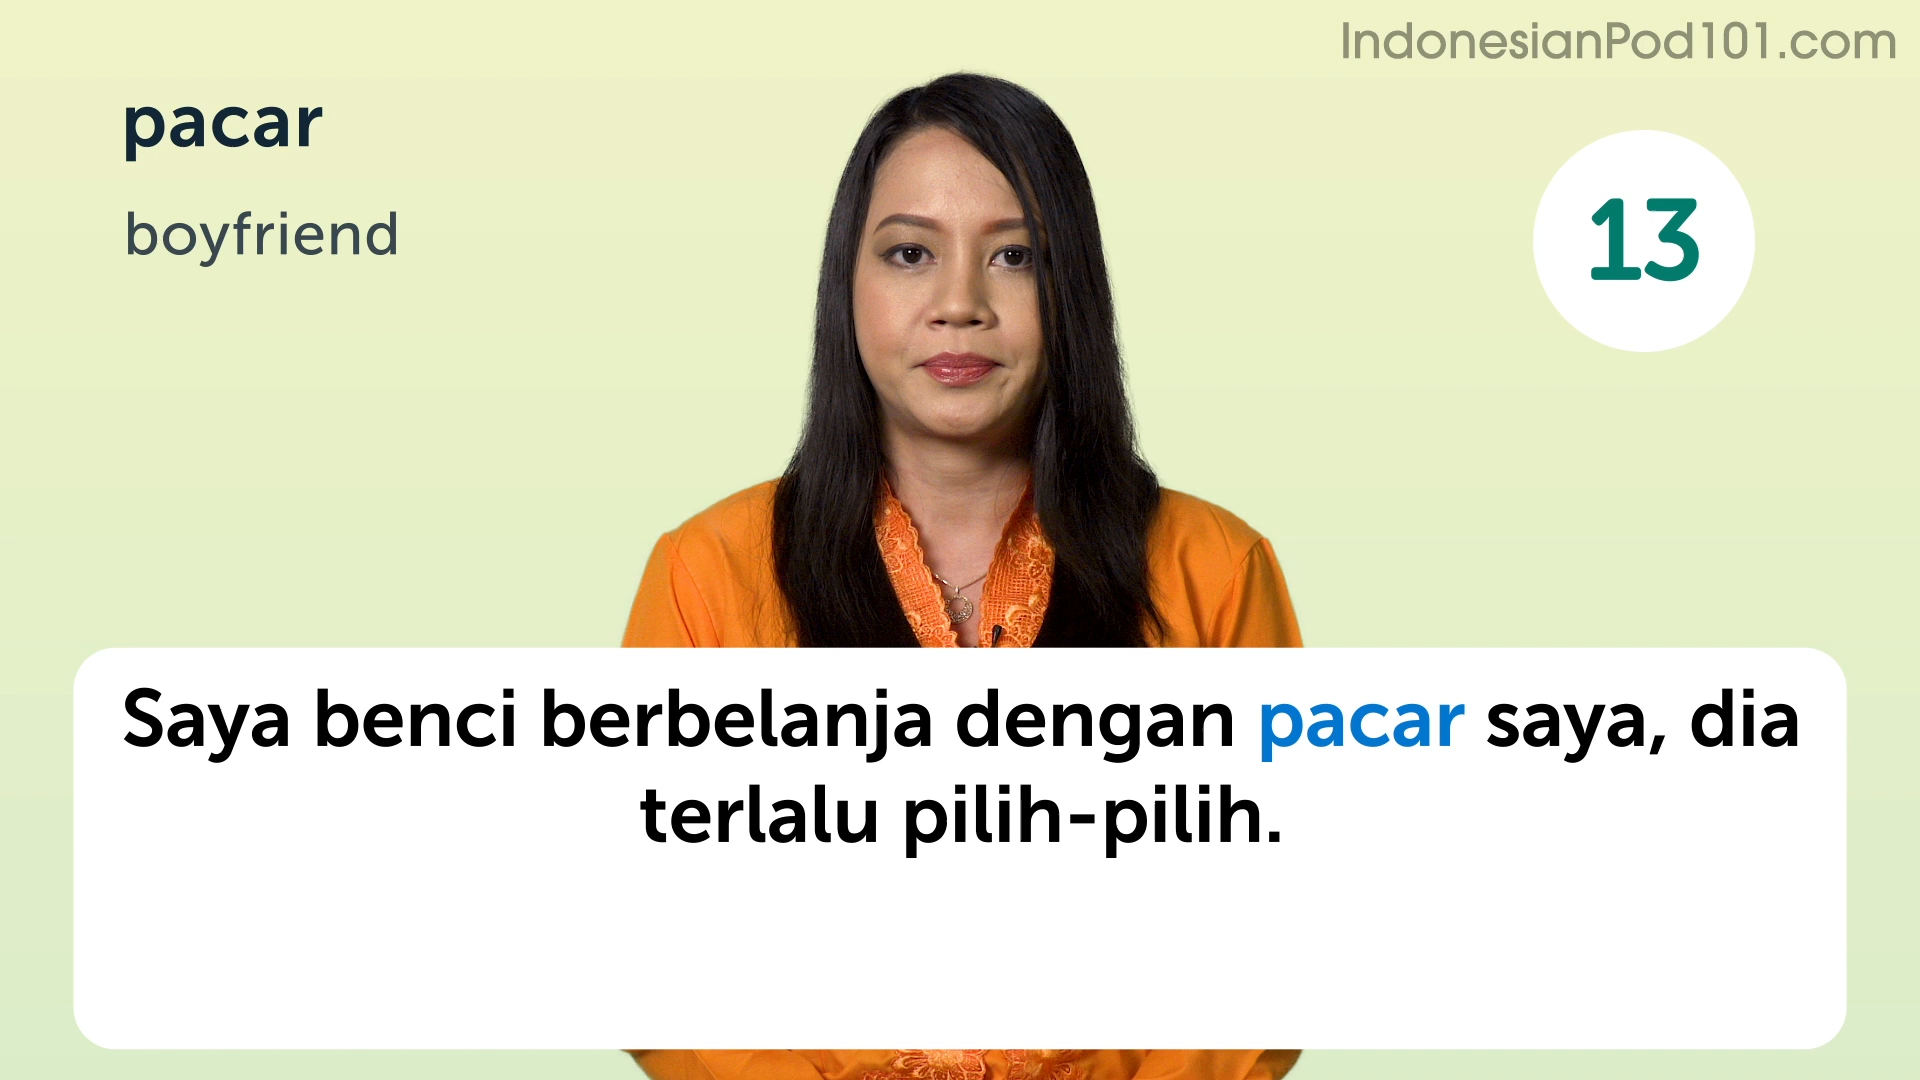 IndonesianPod101.com
pacar
boyfriend
13
Saya benci berbelanja dengan pacar saya, dia
terlalu pilih-pilih.